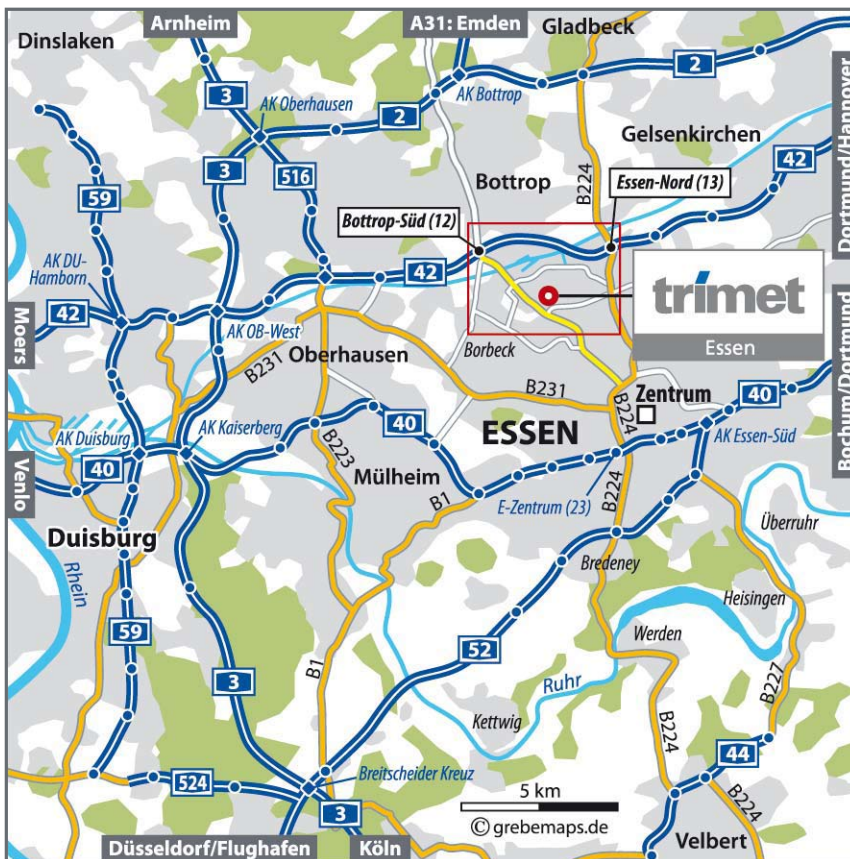 Arnheim
A31: Emden
Dinslaken
Gladbeck
3
2
2
AK Oberhausen
AK Bottrop
Dortmund/Hannover
3
516
Gelsenkirchen
42
B224
59
Bottrop
Essen-Nord (13)
Bottrop-Süd (12)
AK DU-
Hamborn
42
trimet
Essen
42
Moers
AK OB-West
Oberhausen
Borbeck
B231
B231
Zentrum
B224
40
40
ESSEN
AK Essen-Süd
Bochum/Dortmund
AK Duisburg
AK Kaiserberg
B223
40
Mülheim
B1
E-Zentrum (23)
B224
Venlo
Duisburg
Überruhr
Bredeney
Rhein
Heisingen
59
Werden
52
B1
3
Ruhr
B227
Kettwig
B224
44
524
Breitscheider Kreuz
5 km
B224
3
© grebemaps.de
Velbert
Düsseldorf/Flughafen
Köln